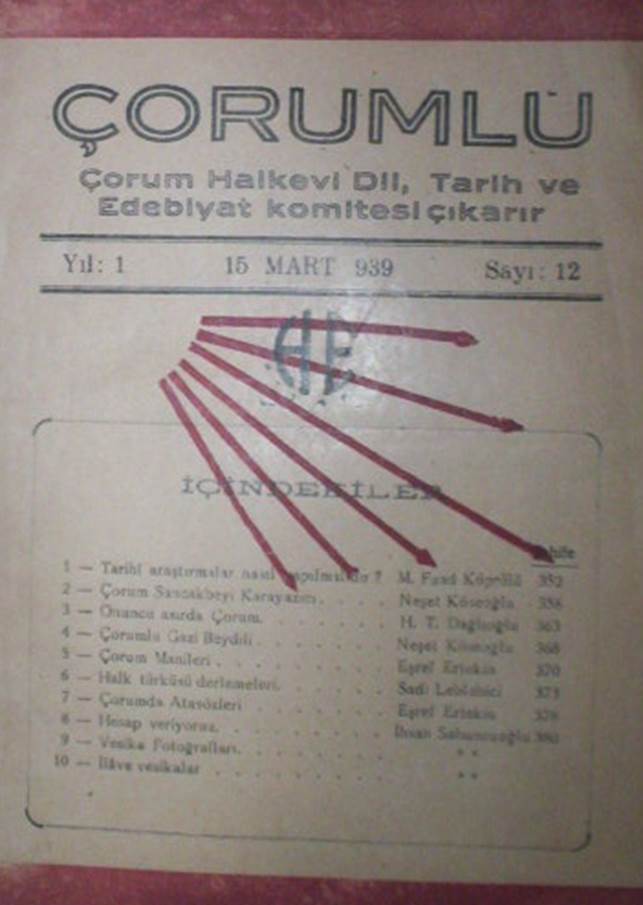 ÇORUMLU
Çorum Halkevi Dil, Tarih ve
Edebiyat komitesi çıkarır
Yıl: 1 15 MART 939 Sayı: 12
HE
İÇİNDEKİLER
1 — Tarihî araştırmalar nasıl ? M. Fuad Köprülü 352
2 — Çorum Sancakbeyi Karayazıcı. Neşet Köseoğlu 356
3 — Onuncu asırda Çorum. H. T. Dağlıoğlu 363
4 — Çorumlu Gazi Beydili Neşet Köseoğlu 368
5 — Çorum Manileri Eşref Ertekin 370
6 — Halk türküsü derlemeleri. Sadi Leblebici 373
7 — Çorumda Atasözleri Eşref Ertekin
8 — Hesap veriyoruz. İhsan Sabuncuoğlu 380
9 — Vesika Fotoğrafları. " "
10 — İlâve vesikalar " "